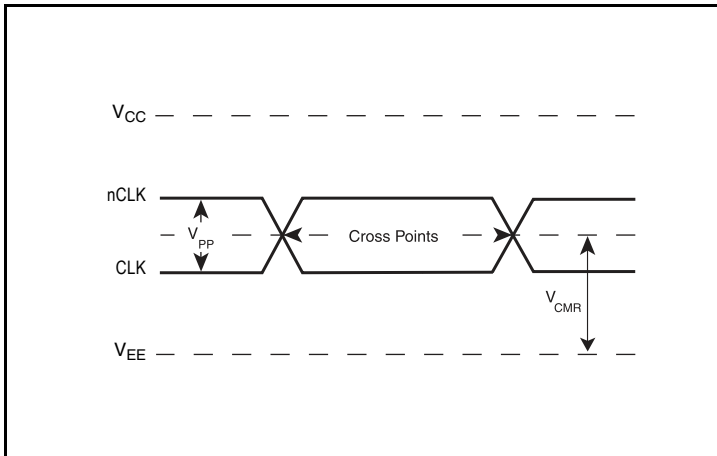 VCC
nCLK
VPP
Cross Points
CLK
VCMR
VEE